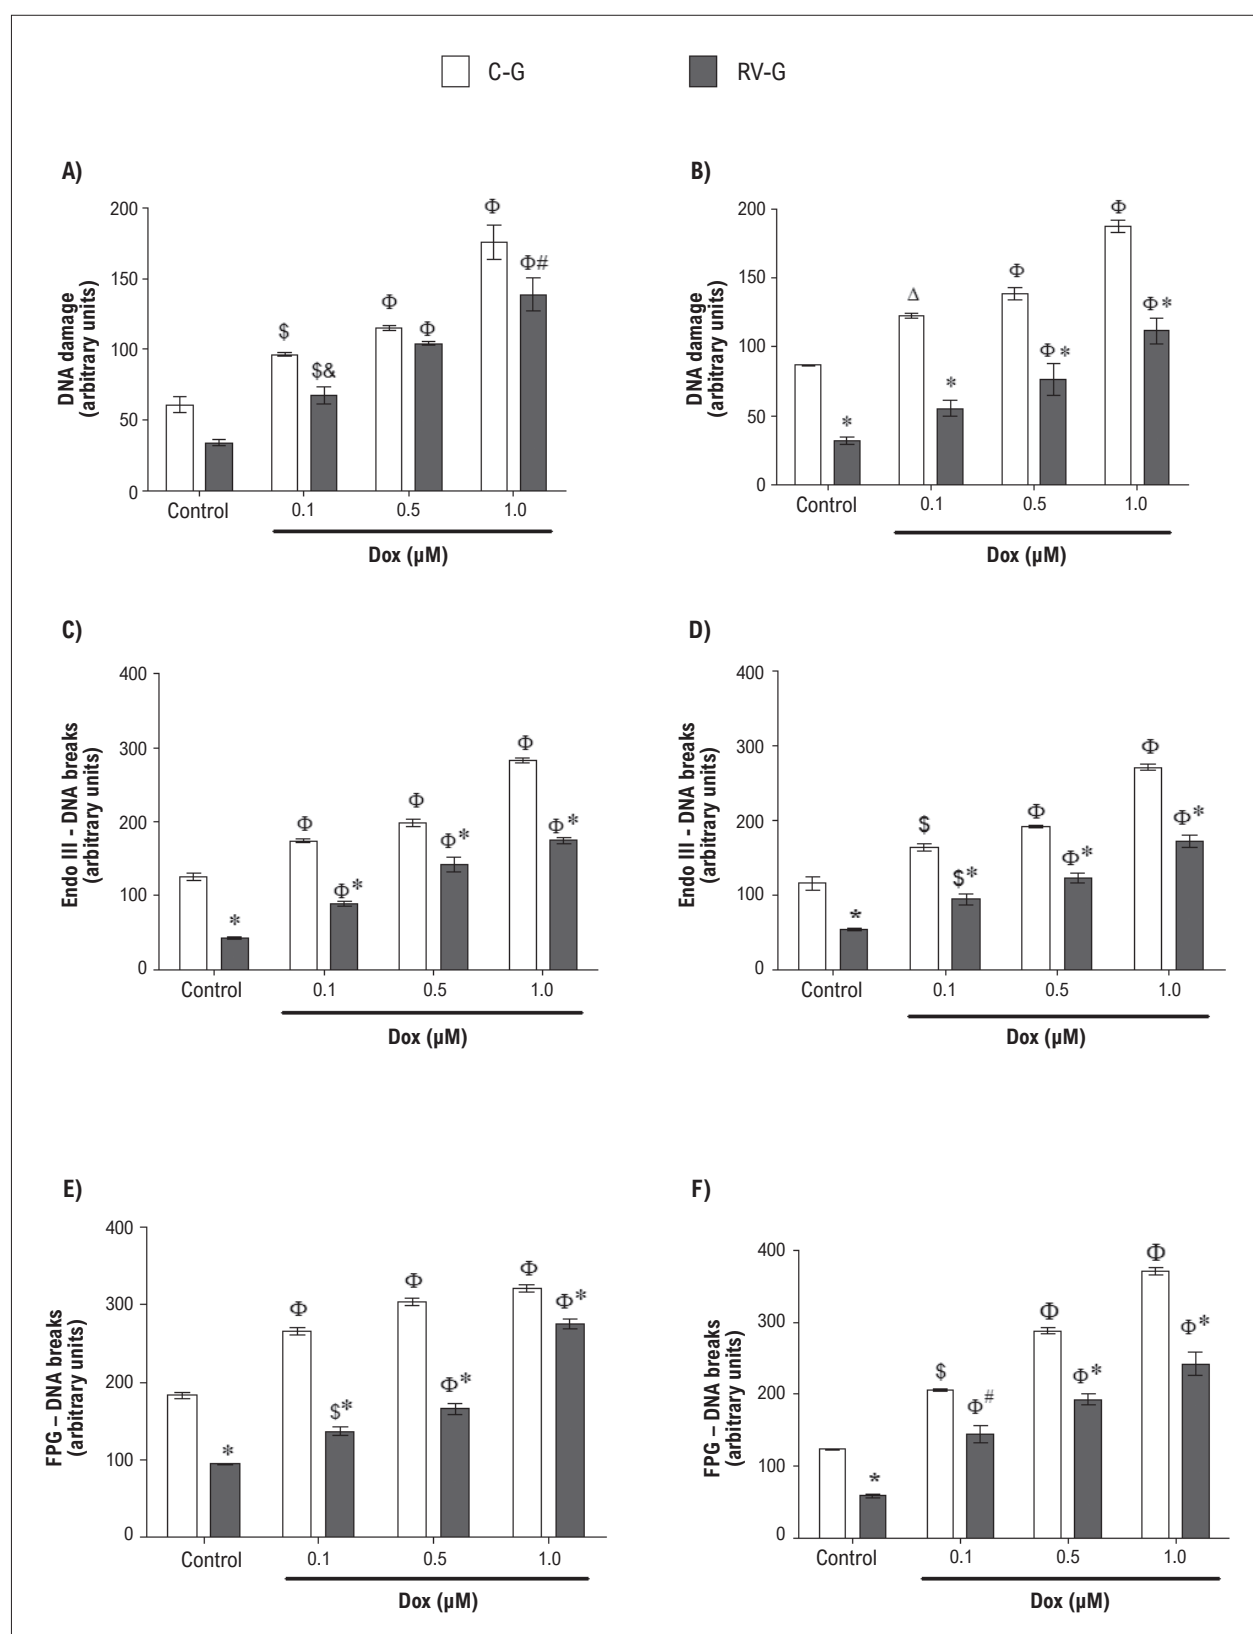 C-G RV-G
A)
DNA damage
(arbitrary units)
200
150
100
50
0
$
$&
Φ
Φ
Φ
Φ#
Control 0.1 0.5 1.0
Dox (µM)
B)
DNA damage
(arbitrary units)
200
150
100
50
0
*
Δ
*
Φ
Φ*
Φ
Φ*
Control 0.1 0.5 1.0
Dox (µM)
C)
Endo III - DNA breaks
(arbitrary units)
400
300
200
100
0
*
Φ
Φ*
Φ
Φ*
Φ
Φ*
Control 0.1 0.5 1.0
Dox (µM)
D)
Endo III - DNA breaks
(arbitrary units)
400
300
200
100
0
*
$
$*
Φ
Φ*
Φ
Φ*
Control 0.1 0.5 1.0
Dox (µM)
E)
FPG – DNA breaks
(arbitrary units)
400
300
200
100
0
*
Φ
$*
Φ
Φ*
Φ
Φ*
Control 0.1 0.5 1.0
Dox (µM)
F)
FPG – DNA breaks
(arbitrary units)
400
300
200
100
0
*
$
Φ#
Φ
Φ*
Φ
Φ*
Control 0.1 0.5 1.0
Dox (µM)